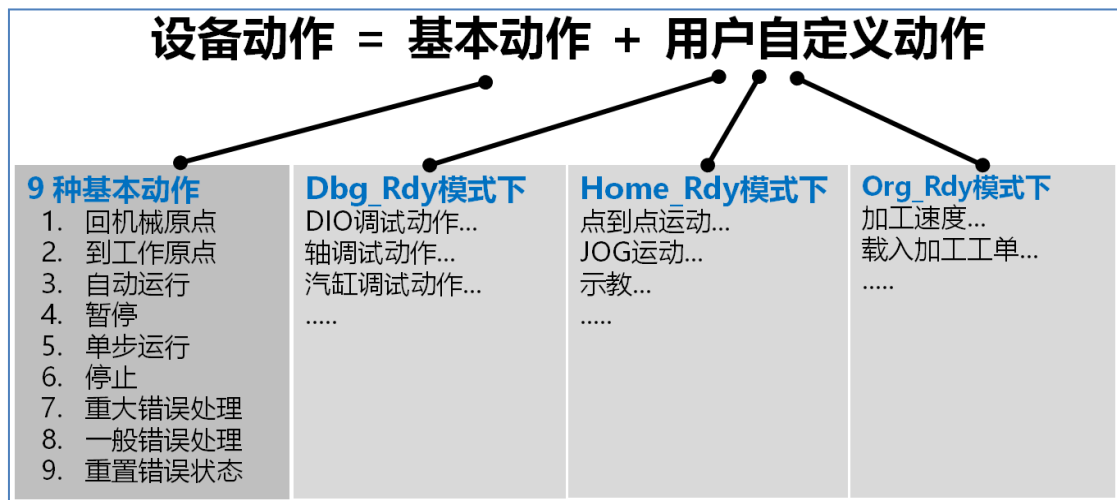 设备动作 = 基本动作 + 用户自定义动作
9 种基本动作
1. 回机械原点
2. 到工作原点
3. 自动运行
4. 暂停
5. 单步运行
6. 停止
7. 重大错误处理
8. 一般错误处理
9. 重置错误状态
Dbg_Rdy模式下
DIO调试动作...
轴调试动作...
汽缸调试动作...
.....
Home_Rdy模式下
点到点运动...
JOG运动...
示教...
.....
Org_Rdy模式下
加工速度...
载入加工工单...
.....